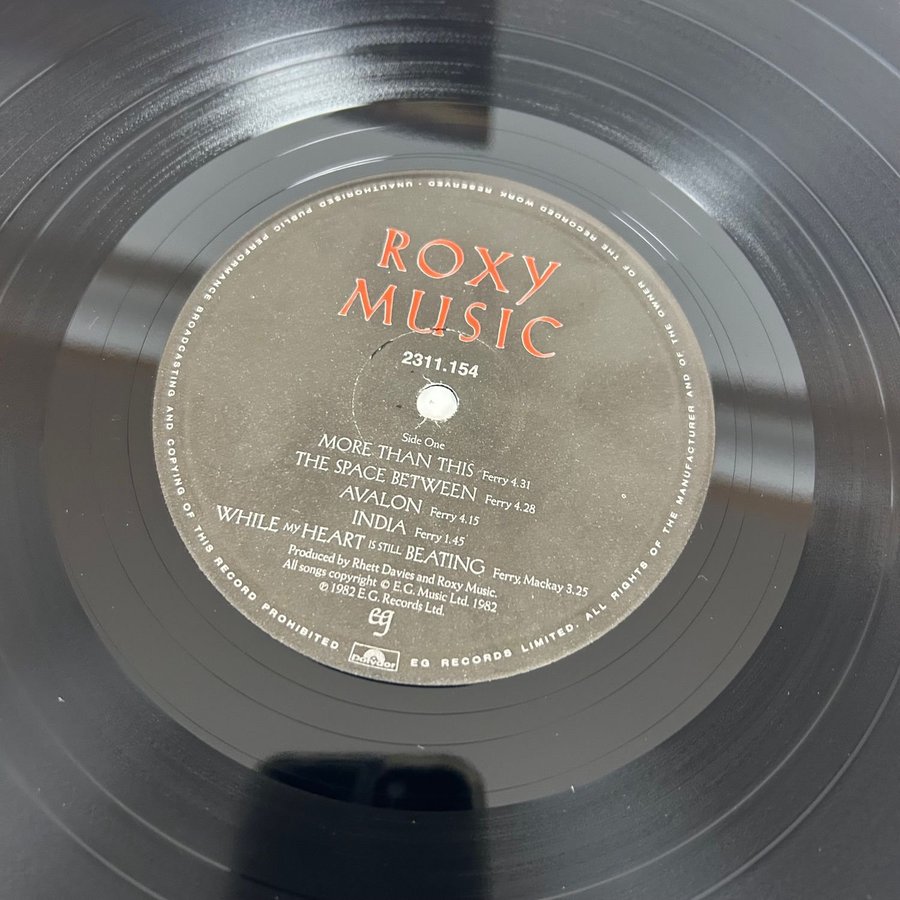 ROXY
MUSIC
2311.154
Side One
MORE THAN THIS Ferry 4.31
THE SPACE BETWEEN Ferry 4.28
AVALON Ferry 4.15
INDIA Ferry 1.45
WHILE MY HEART IS STILL BEATING Ferry, Mackay 3.25
Produced by Rhett Davies and Roxy Music.
All songs copyright © E.G. Music Ltd. 1982
℗ 1982 E.G. Records Ltd.
eg
polydor
EG RECORDS LIMITED. ALL RIGHTS OF THE MANUFACTURER AND OF THE OWNER OF THE RECORDED WORK RESERVED · UNAUTHORISED PUBLIC PERFORMANCE BROADCASTING AND COPYING OF THIS RECORD PROHIBITED